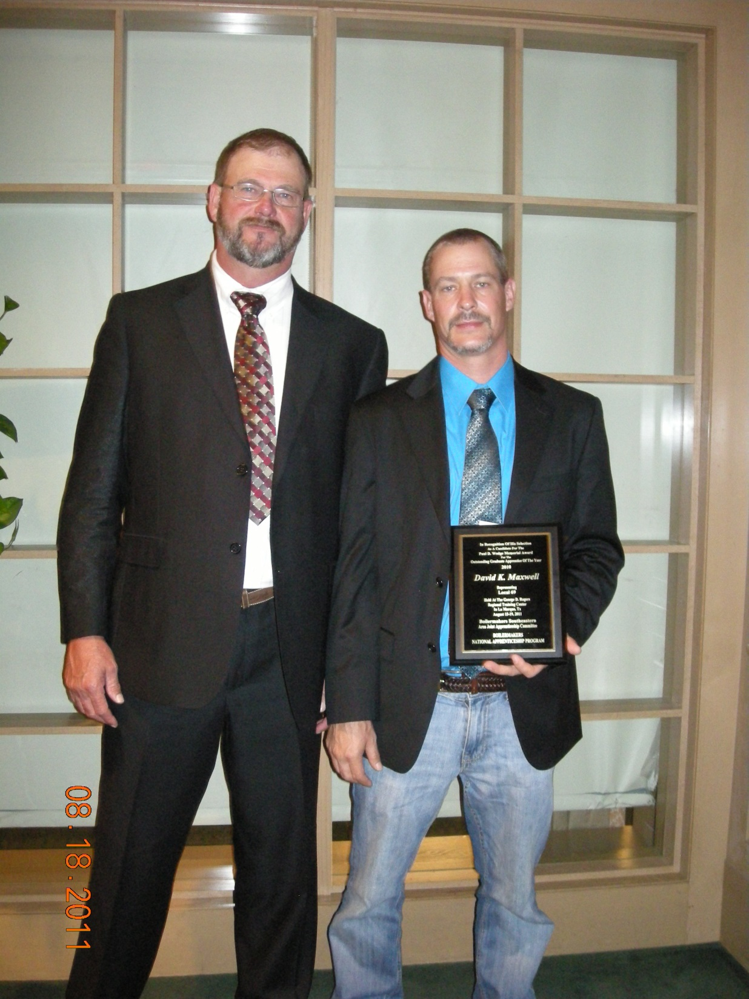 In Recognition Of His Selection
As A Candidate For The
Paul D. Wedge Memorial Award
For The
Outstanding Graduate Apprentice Of The Year
2010
David K. Maxwell
Representing
Local 69
Held At The George D. Rogers
Regional Training Center
In La Marque, Tx
August 15-19, 2011
Boilermakers Southeastern
Area Joint Apprenticeship Committee
BOILERMAKERS
NATIONAL APPRENTICESHIP PROGRAM
08.18.2011